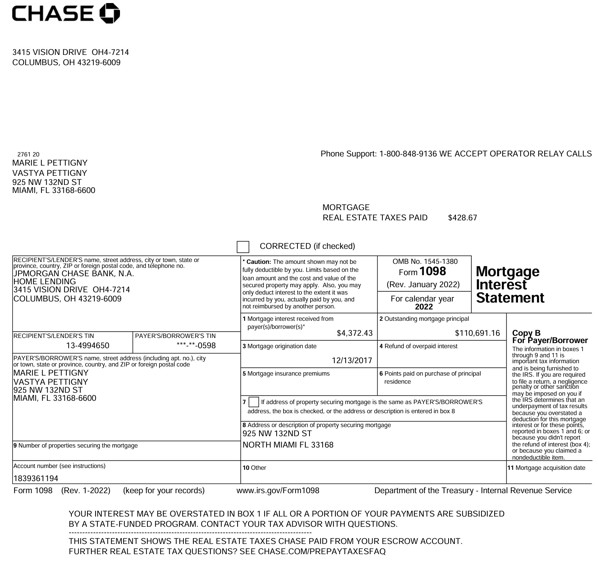 CHASE
3415 VISION DRIVE OH4-7214
COLUMBUS, OH 43219-6009
2761 20
MARIE L PETTIGNY
VASTYA PETTIGNY
925 NW 132ND ST
MIAMI, FL 33168-6600
Phone Support: 1-800-848-9136 WE ACCEPT OPERATOR RELAY CALLS
MORTGAGE
REAL ESTATE TAXES PAID $428.67
CORRECTED (if checked)
RECIPIENT'S/LENDER'S name, street address, city or town, state or
province, country, ZIP or foreign postal code, and telephone no.
JPMORGAN CHASE BANK, N.A.
HOME LENDING
3415 VISION DRIVE OH4-7214
COLUMBUS, OH 43219-6009
* Caution: The amount shown may not be
fully deductible by you. Limits based on the
loan amount and the cost and value of the
secured property may apply. Also, you may
only deduct interest to the extent it was
incurred by you, actually paid by you, and
not reimbursed by another person.
OMB No. 1545-1380
Form 1098
(Rev. January 2022)
For calendar year
2022
Mortgage
Interest
Statement
1 Mortgage interest received from
payer(s)/borrower(s)*
$4,372.43
2 Outstanding mortgage principal
$110,691.16
RECIPIENT'S/LENDER'S TIN
13-4994650
PAYER'S/BORROWER'S TIN
***-**-0598
3 Mortgage origination date
12/13/2017
4 Refund of overpaid interest
PAYER'S/BORROWER'S name, street address (including apt. no.), city
or town, state or province, country, and ZIP or foreign postal code
MARIE L PETTIGNY
VASTYA PETTIGNY
925 NW 132ND ST
MIAMI, FL 33168-6600
5 Mortgage insurance premiums
6 Points paid on purchase of principal
residence
7 If address of property securing mortgage is the same as PAYER'S/BORROWER'S
address, the box is checked, or the address or description is entered in box 8
8 Address or description of property securing mortgage
925 NW 132ND ST
NORTH MIAMI FL 33168
Copy B
For Payer/Borrower
The information in boxes 1
through 9 and 11 is
important tax information
and is being furnished to
the IRS. If you are required
to file a return, a negligence
penalty or other sanction
may be imposed on you if
the IRS determines that an
underpayment of tax results
because you overstated a
deduction for this mortgage
interest or for these points,
reported in boxes 1 and 6; or
because you didn't report
the refund of interest (box 4);
or because you claimed a
nondeductible item.
9 Number of properties securing the mortgage
Account number (see instructions)
1839361194
10 Other
11 Mortgage acquisition date
Form 1098 (Rev. 1-2022) (keep for your records) www.irs.gov/Form1098 Department of the Treasury - Internal Revenue Service
YOUR INTEREST MAY BE OVERSTATED IN BOX 1 IF ALL OR A PORTION OF YOUR PAYMENTS ARE SUBSIDIZED
BY A STATE-FUNDED PROGRAM. CONTACT YOUR TAX ADVISOR WITH QUESTIONS.
THIS STATEMENT SHOWS THE REAL ESTATE TAXES CHASE PAID FROM YOUR ESCROW ACCOUNT.
FURTHER REAL ESTATE TAX QUESTIONS? SEE CHASE.COM/PREPAYTAXESFAQ